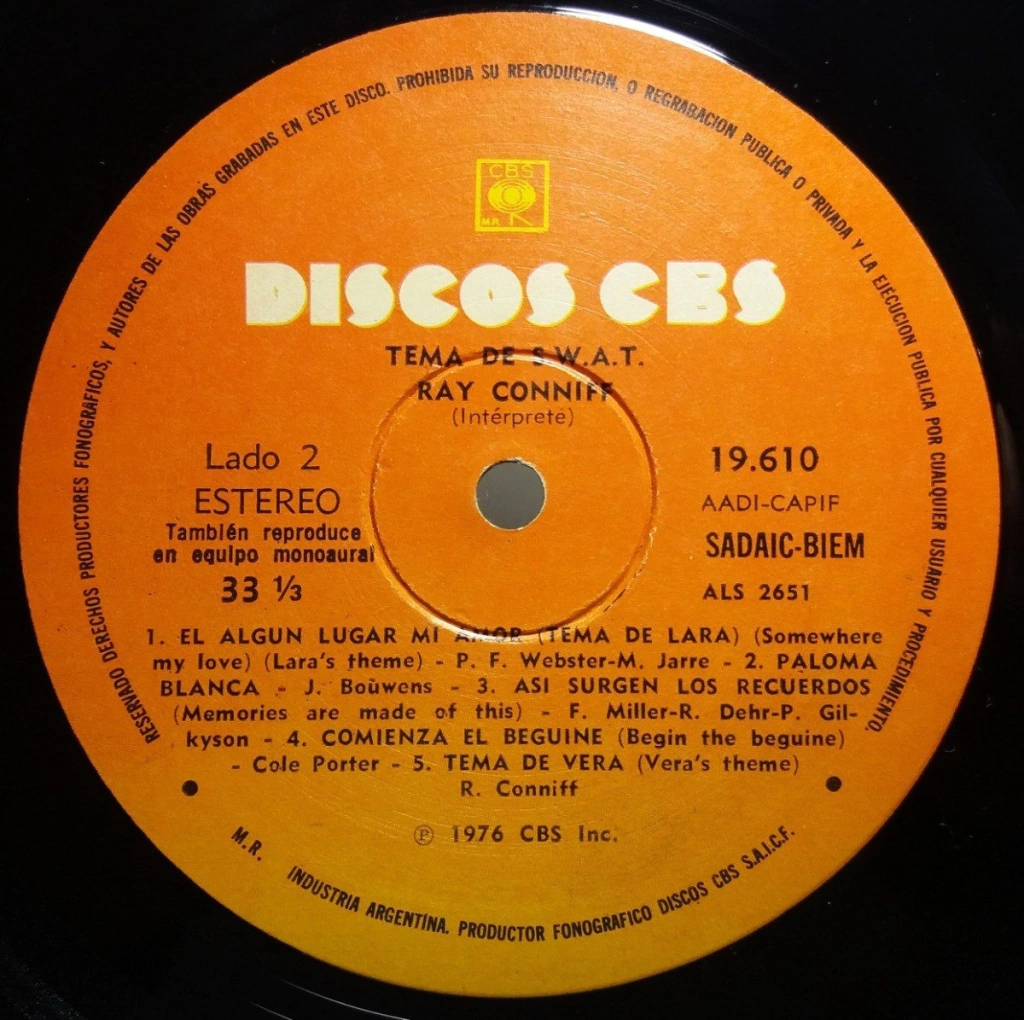 RESERVADO DERECHOS PRODUCTORES FONOGRÁFICOS, Y AUTORES DE LAS OBRAS GRABADAS EN ESTE DISCO. PROHIBIDA SU REPRODUCCION, O REGRABACION PUBLICA O PRIVADA Y LA EJECUCION PUBLICA POR CUALQUIER USUARIO Y PROCEDIMIENTO.
CBS
M.R.
DISCOS CBS
TEMA DE S.W.A.T.
RAY CONNIFF
(Intérprete)
Lado 2
ESTEREO
También reproduce
en equipo monoaural
33 ⅓
19.610
AADI-CAPIF
SADAIC-BIEM
ALS 2651
1. EL ALGUN LUGAR MI AMOR (TEMA DE LARA) (Somewhere
my love) (Lara's theme) - P. F. Webster-M. Jarre - 2. PALOMA
BLANCA - J. Boùwens - 3. ASI SURGEN LOS RECUERDOS
(Memories are made of this) - F. Miller-R. Dehr-P. Gil-
kyson - 4. COMIENZA EL BEGUINE (Begin the beguine)
- Cole Porter - 5. TEMA DE VERA (Vera's theme)
R. Conniff
℗ 1976 CBS Inc.
M.R. INDUSTRIA ARGENTINA. PRODUCTOR FONOGRAFICO DISCOS CBS S.A.I.C.F.